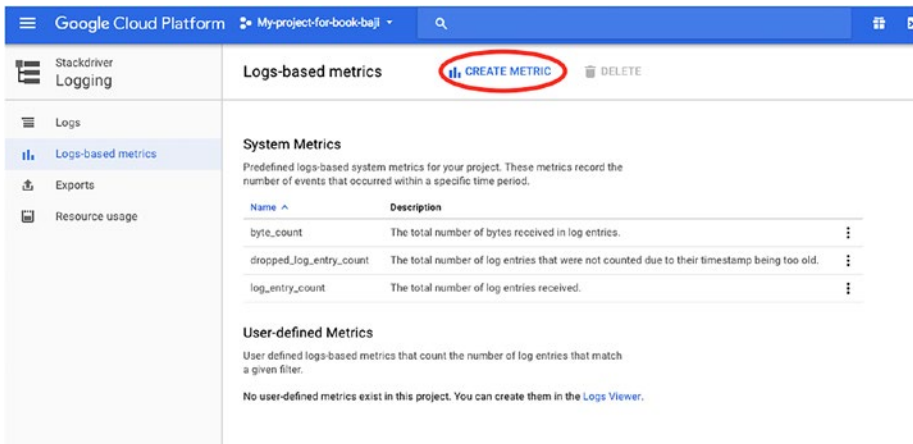 Google Cloud Platform My-project-for-book-baji
Stackdriver
Logging
Logs-based metrics CREATE METRIC DELETE
Logs
Logs-based metrics
Exports
Resource usage
System Metrics
Predefined logs-based system metrics for your project. These metrics record the
number of events that occurred within a specific time period.
Name Description
byte_count The total number of bytes received in log entries.
dropped_log_entry_count The total number of log entries that were not counted due to their timestamp being too old.
log_entry_count The total number of log entries received.
User-defined Metrics
User defined logs-based metrics that count the number of log entries that match
a given filter.
No user-defined metrics exist in this project. You can create them in the Logs Viewer.